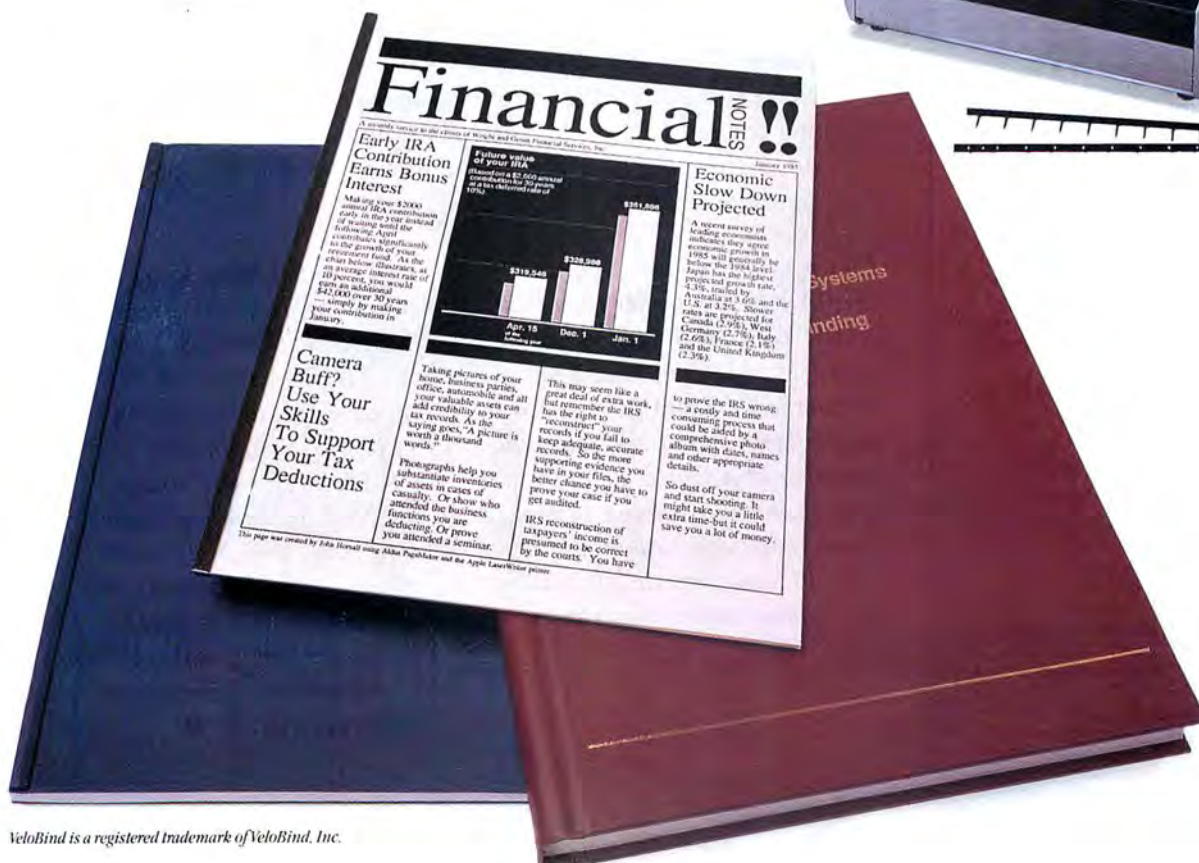 Financial NOTES !!
A monthly service to the clients of Wright and Financial Services, Inc.
January 1985
Early IRA
Contribution
Earns Bonus
Interest
Making your $2000
annual IRA contribution
early in the year instead
of waiting until the
following April
contributes significantly
to the growth of your
retirement fund. As the
chart below illustrates, at
an average interest rate of
10 percent, you would
earn an additional
$42,000 over 30 years
— simply by making
your contribution in
January.
Future value
of your IRA
(Based on a $2,000 annual
contribution for 30 years
at a tax deferred rate of
10%)
$319,548
$328,988
$351,898
Apr. 15
of the
following year
Dec. 1
Jan. 1
Economic
Slow Down
Projected
A recent survey of
leading economists
indicates they agree
economic growth in
1985 will generally be
below the 1984 level.
Japan has the highest
projected growth rate,
4.3%, trailed by
Australia at 3.6% and the
U.S. at 3.2%. Slower
rates are projected for
Canada (2.9%), West
Germany (2.7%), Italy
(2.6%), France (2.1%)
and the United Kingdom
(2.3%).
Camera
Buff?
Use Your
Skills
To Support
Your Tax
Deductions
Taking pictures of your
home, business parties,
office, automobile and all
your valuable assets can
add credibility to your
tax records. As the
saying goes, "A picture is
worth a thousand
words."
Photographs help you
substantiate inventories
of assets in cases of
casualty. Or show who
attended the business
functions you are
deducting. Or prove
you attended a seminar.
This may seem like a
great deal of extra work,
but remember the IRS
has the right to
"reconstruct" your
records if you fail to
keep adequate, accurate
records. So the more
supporting evidence you
have in your files, the
better chance you have to
prove your case if you
get audited.
IRS reconstruction of
taxpayers' income is
presumed to be correct
by the courts. You have
to prove the IRS wrong
— a costly and time
consuming process that
could be aided by a
comprehensive photo
album with dates, names
and other appropriate
details.
So dust off your camera
and start shooting. It
might take you a little
extra time-but it could
save you a lot of money.
This page was created by John Horsall using Aldus PageMaker and the Apple LaserWriter printer.
Systems
nding
VeloBind is a registered trademark of VeloBind, Inc.